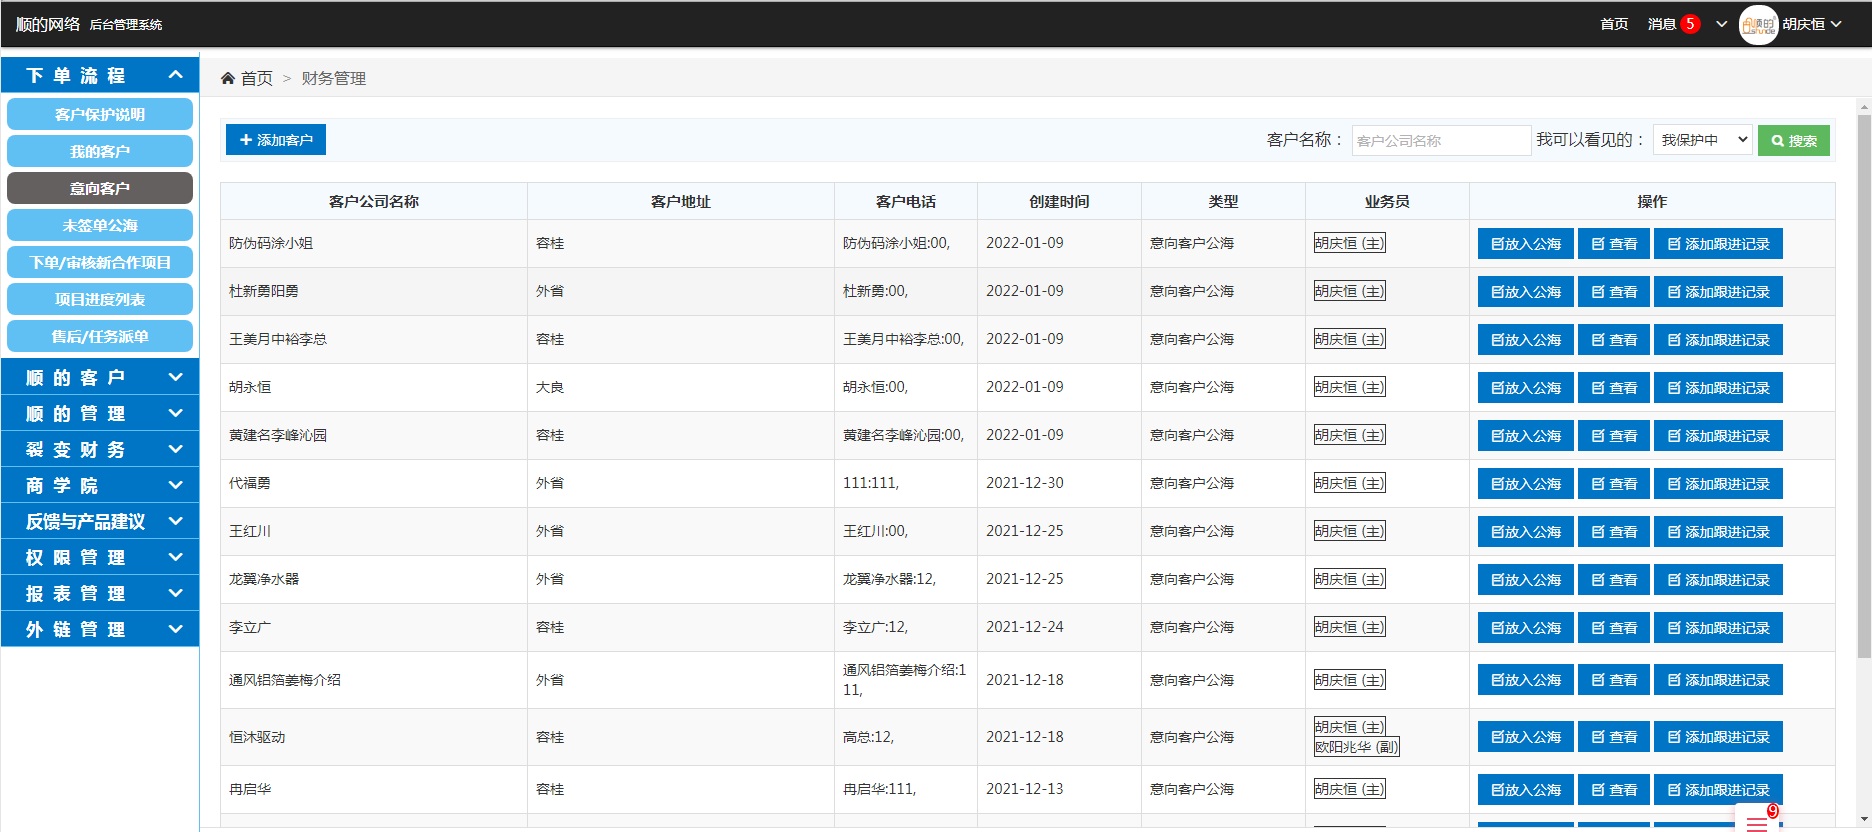 顺的网络 后台管理系统
首页 消息 5 胡庆恒
下单流程
客户保护说明
我的客户
意向客户
未签单公海
下单/审核新合作项目
项目进度列表
售后/任务派单
顺的客户
顺的管理
裂变财务
商学院
反馈与产品建议
权限管理
报表管理
外链管理
首页 > 财务管理
添加客户 客户名称： 客户公司名称 我可以看见的： 我保护中 搜索
客户公司名称 客户地址 客户电话 创建时间 类型 业务员 操作
防伪码涂小姐 容桂 防伪码涂小姐:00, 2022-01-09 意向客户公海 胡庆恒 (主) 放入公海 查看 添加跟进记录
杜新勇阳勇 外省 杜新勇:00, 2022-01-09 意向客户公海 胡庆恒 (主) 放入公海 查看 添加跟进记录
王美月中裕李总 容桂 王美月中裕李总:00, 2022-01-09 意向客户公海 胡庆恒 (主) 放入公海 查看 添加跟进记录
胡永恒 大良 胡永恒:00, 2022-01-09 意向客户公海 胡庆恒 (主) 放入公海 查看 添加跟进记录
黄建名李峰沁园 容桂 黄建名李峰沁园:00, 2022-01-09 意向客户公海 胡庆恒 (主) 放入公海 查看 添加跟进记录
代福勇 外省 111:111, 2021-12-30 意向客户公海 胡庆恒 (主) 放入公海 查看 添加跟进记录
王红川 外省 王红川:00, 2021-12-25 意向客户公海 胡庆恒 (主) 放入公海 查看 添加跟进记录
龙翼净水器 外省 龙翼净水器:12, 2021-12-25 意向客户公海 胡庆恒 (主) 放入公海 查看 添加跟进记录
李立广 容桂 李立广:12, 2021-12-24 意向客户公海 胡庆恒 (主) 放入公海 查看 添加跟进记录
通风铝箔姜梅介绍 外省 通风铝箔姜梅介绍:1
11, 2021-12-18 意向客户公海 胡庆恒 (主) 放入公海 查看 添加跟进记录
恒沐驱动 容桂 高总:12, 2021-12-18 意向客户公海 胡庆恒 (主)
欧阳兆华 (副) 放入公海 查看 添加跟进记录
冉启华 容桂 冉启华:111, 2021-12-13 意向客户公海 胡庆恒 (主) 放入公海 查看 添加跟进记录
9